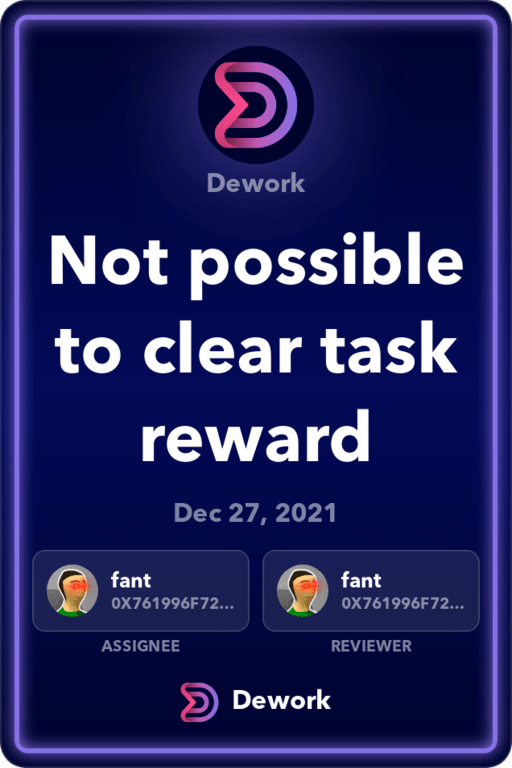 Dework
Not possible
to clear task
reward
Dec 27, 2021
fant
0X761996F72...
ASSIGNEE
fant
0X761996F72...
REVIEWER
Dework